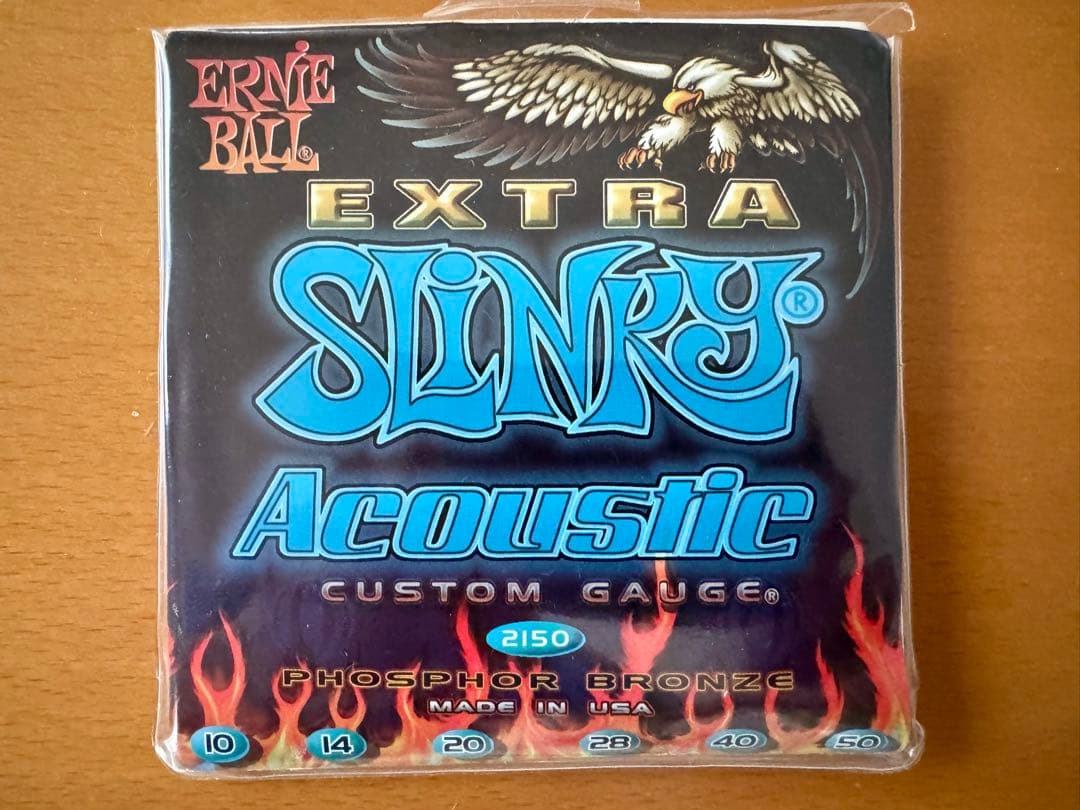 ERNIE
BALL®
EXTRA
SLINKY®
Acoustic
CUSTOM GAUGE®
2150
PHOSPHOR BRONZE
MADE IN USA
10 14 20 28 40 50